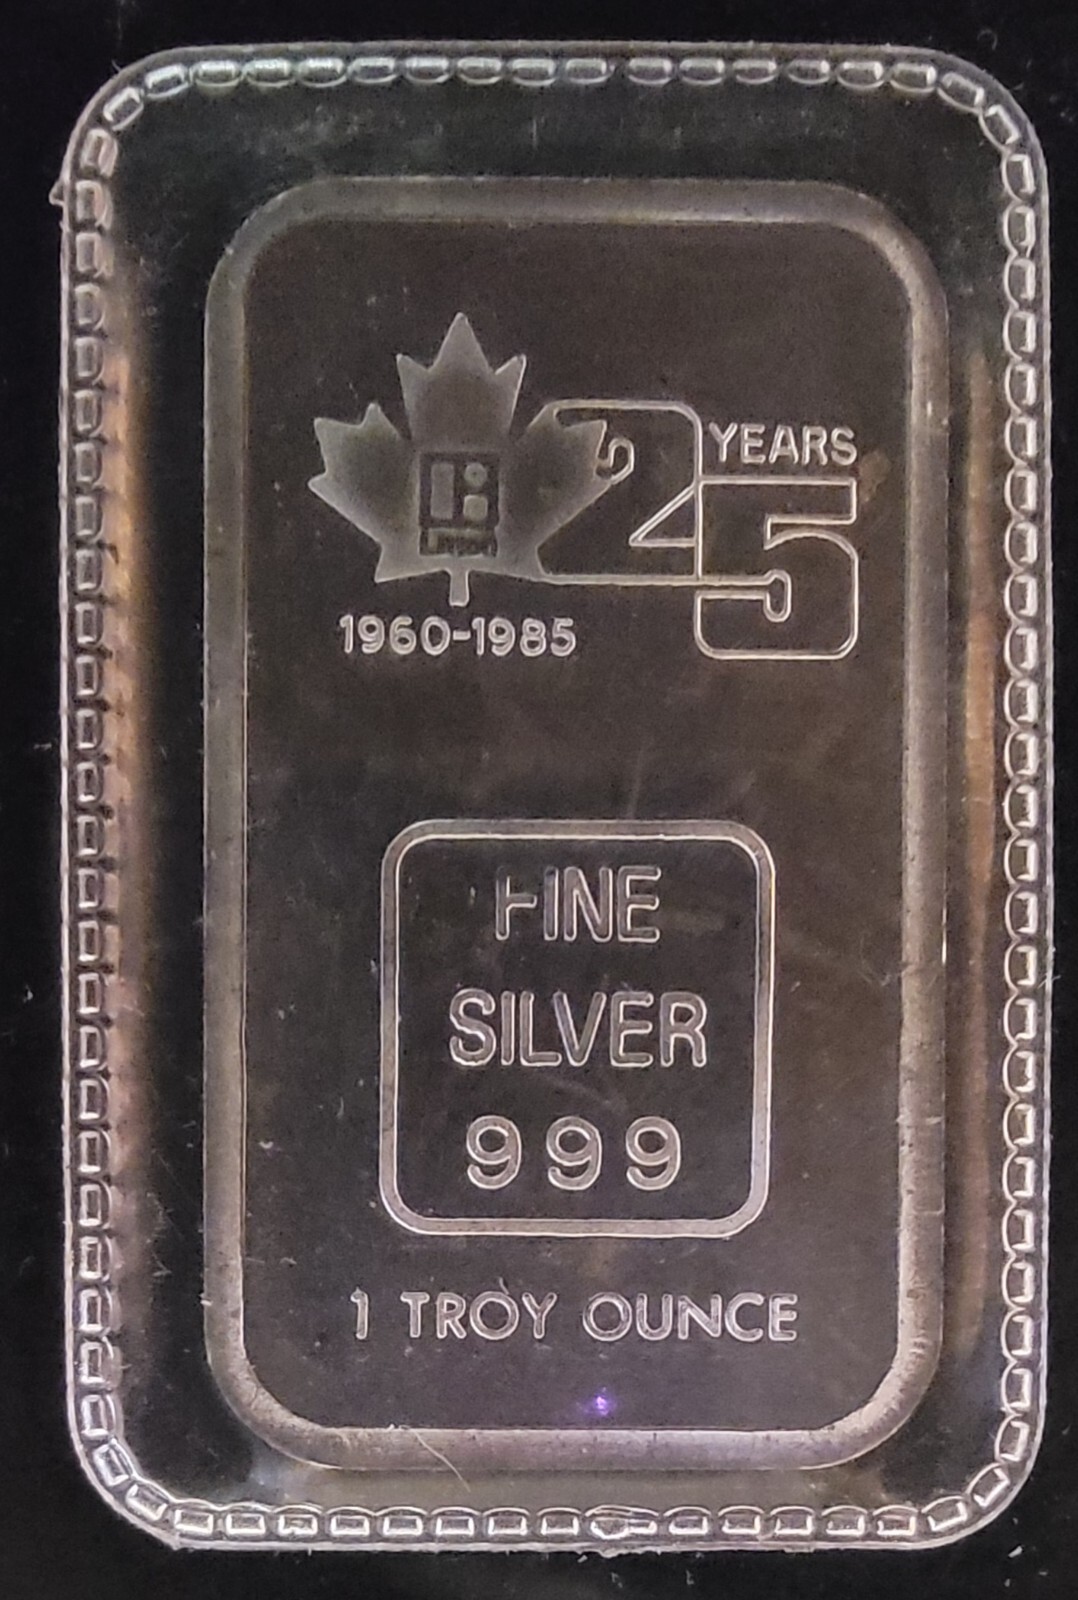 25 YEARS
1960-1985
FINE
SILVER
999
1 TROY OUNCE